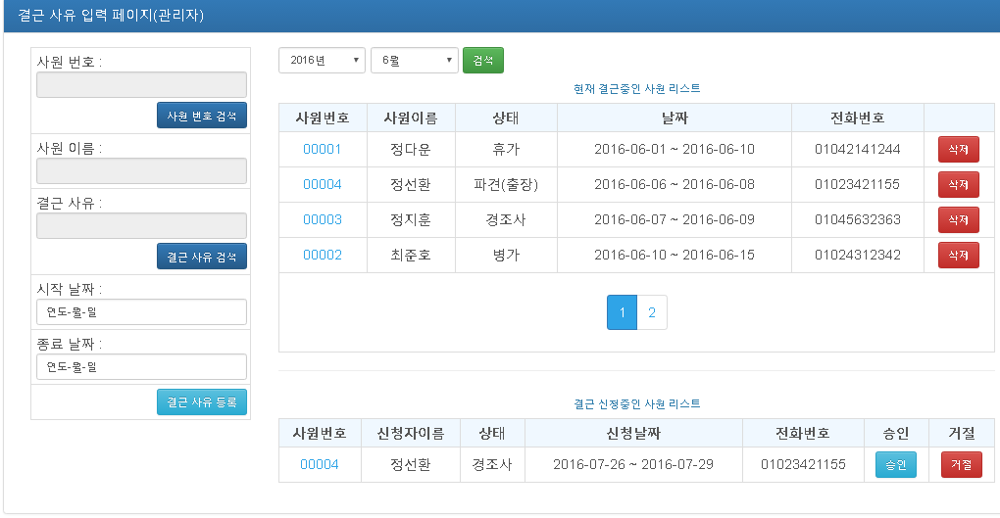 결근 사유 입력 페이지(관리자)
사원 번호 :
사원 번호 검색
사원 이름 :
결근 사유 :
결근 사유 검색
시작 날짜 :
연도-월-일
종료 날짜 :
연도-월-일
결근 사유 등록
2016년 6월 검색
현재 결근중인 사원 리스트
사원번호 사원이름 상태 날짜 전화번호
00001 정다운 휴가 2016-06-01 ~ 2016-06-10 01042141244 삭제
00004 정선환 파견(출장) 2016-06-06 ~ 2016-06-08 01023421155 삭제
00003 정지훈 경조사 2016-06-07 ~ 2016-06-09 01045632363 삭제
00002 최준호 병가 2016-06-10 ~ 2016-06-15 01024312342 삭제
1 2
결근 신청중인 사원 리스트
사원번호 신청자이름 상태 신청날짜 전화번호 승인 거절
00004 정선환 경조사 2016-07-26 ~ 2016-07-29 01023421155 승인 거절